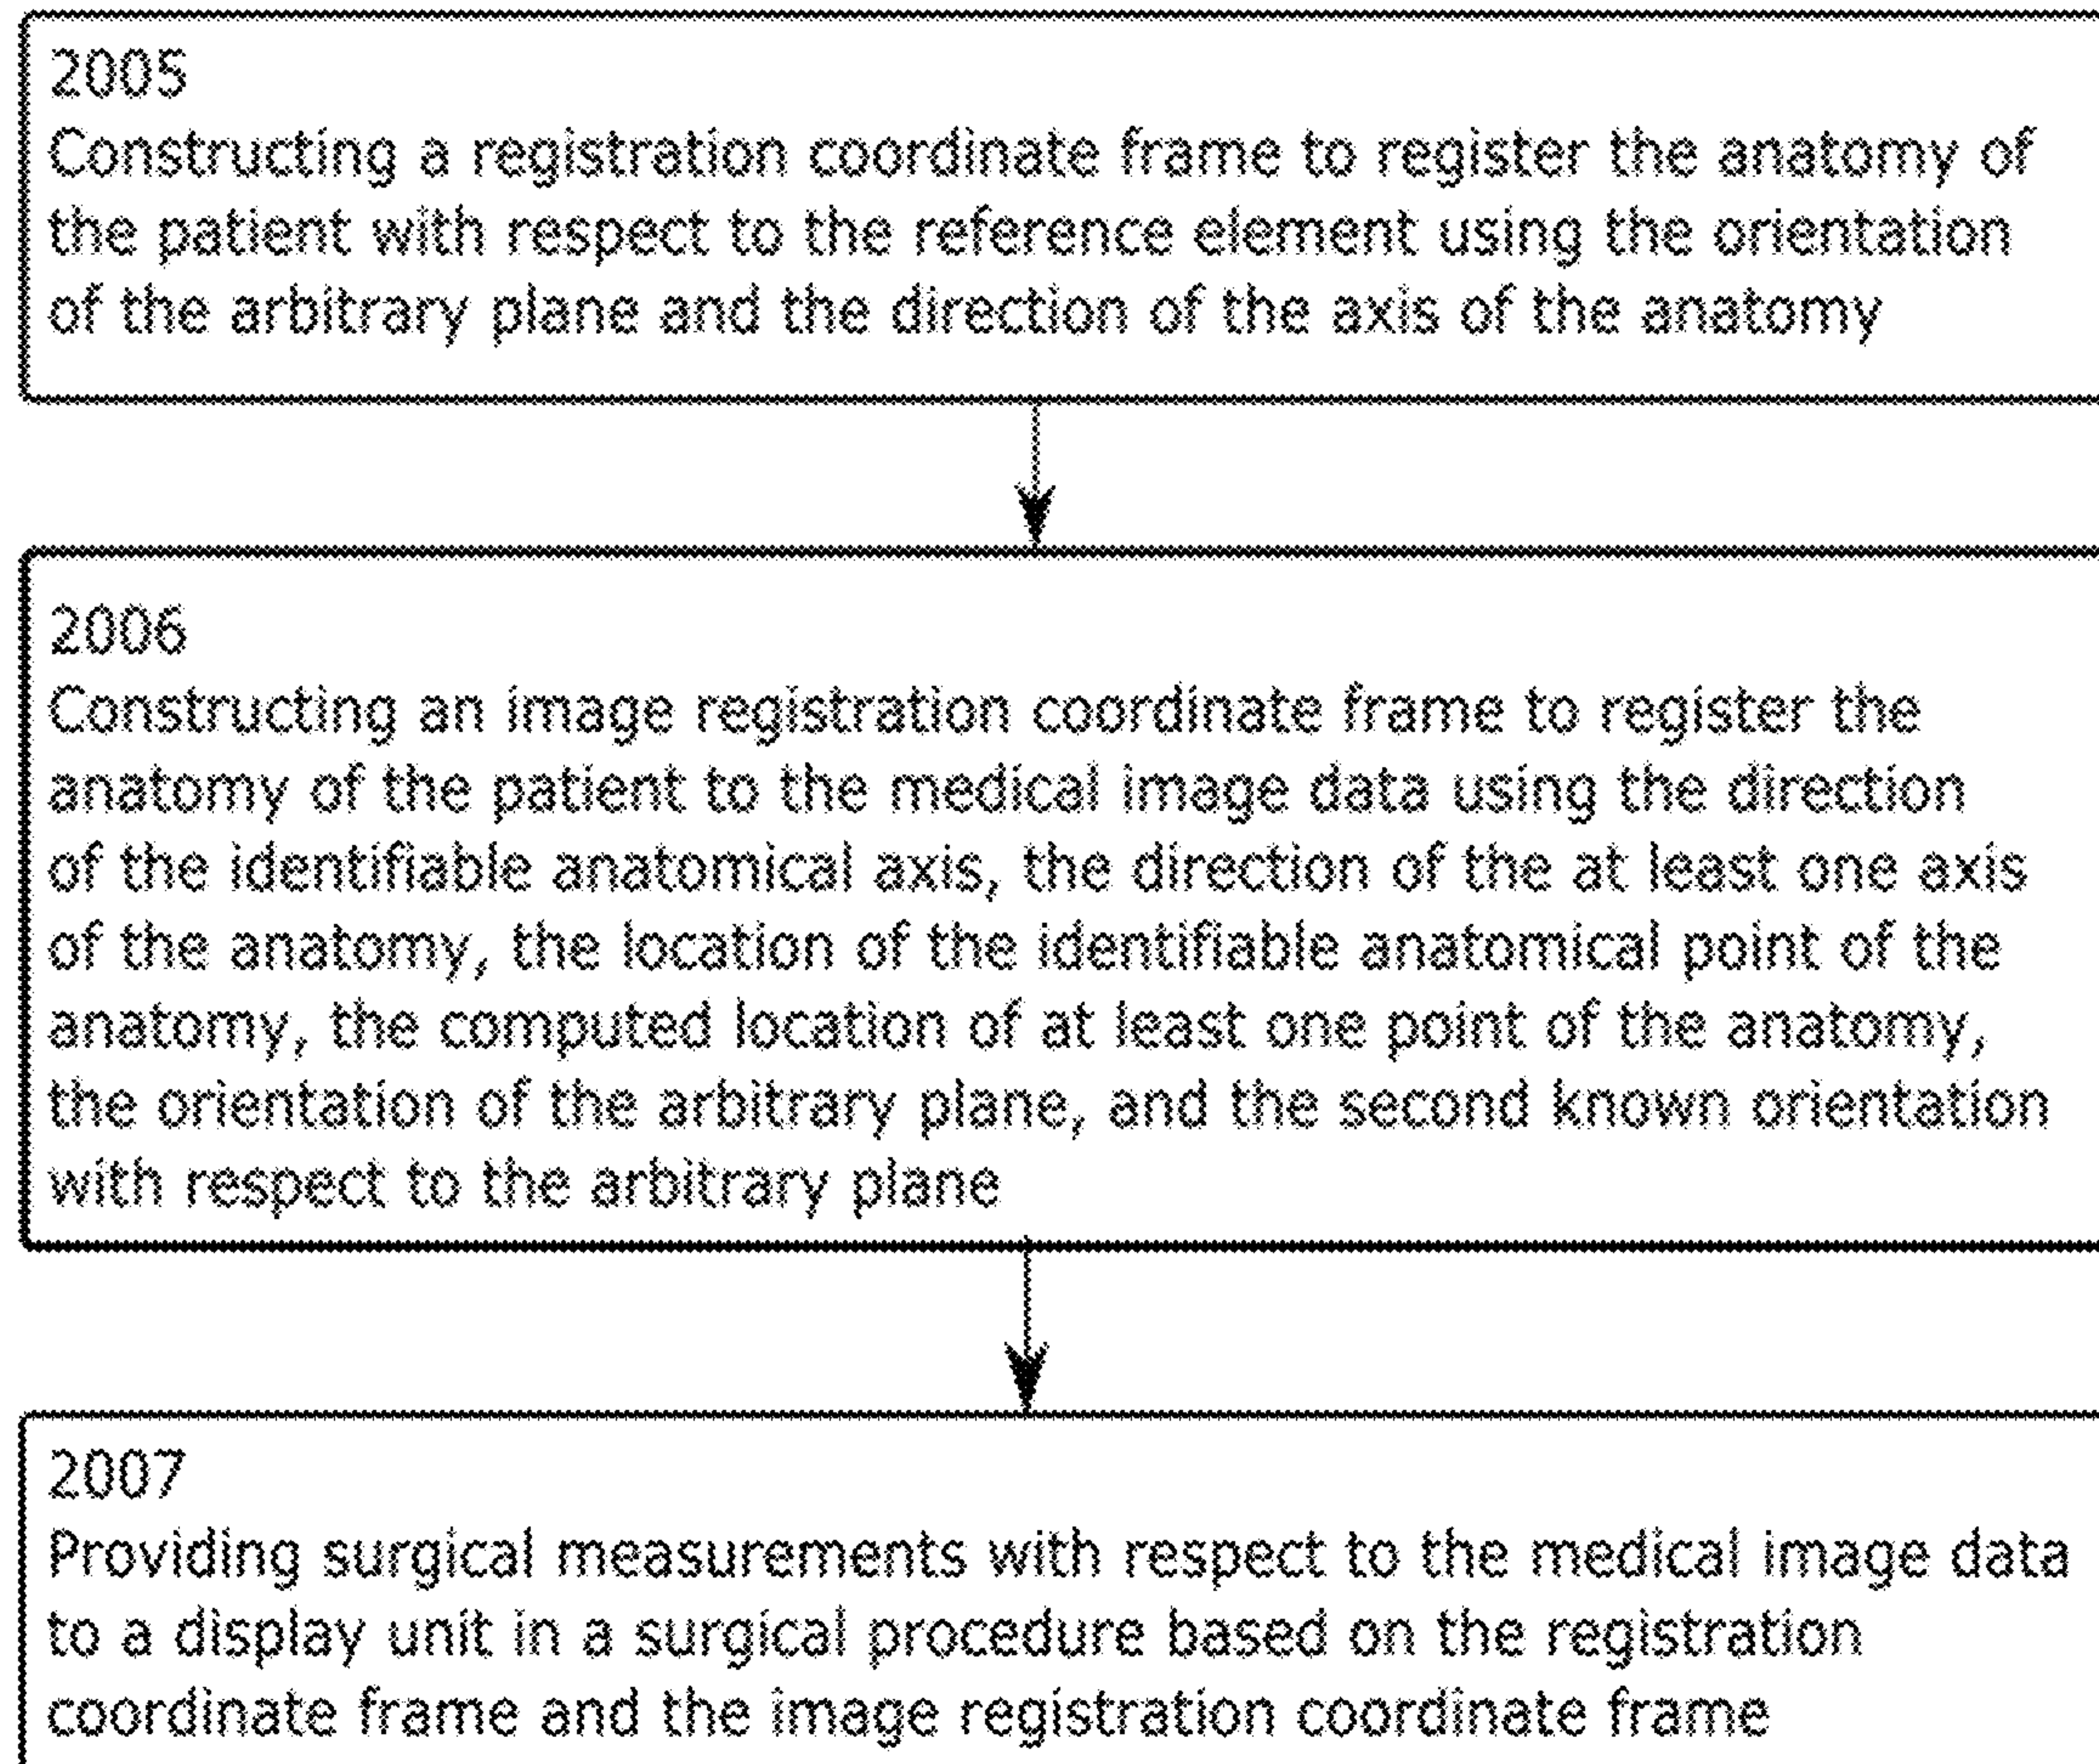 2005
Constructing a registration coordinate frame to register the anatomy of
the patient with respect to the reference element using the orientation
of the arbitrary plane and the direction of the axis of the anatomy
2006
Constructing an image registration coordinate frame to register the
anatomy of the patient to the medical image data using the direction
of the identifiable anatomical axis, the direction of the at least one axis
of the anatomy, the location of the identifiable anatomical point of the
anatomy, the computed location of at least one point of the anatomy,
the orientation of the arbitrary plane, and the second known orientation
with respect to the arbitrary plane
2007
Providing surgical measurements with respect to the medical image data
to a display unit in a surgical procedure based on the registration
coordinate frame and the image registration coordinate frame